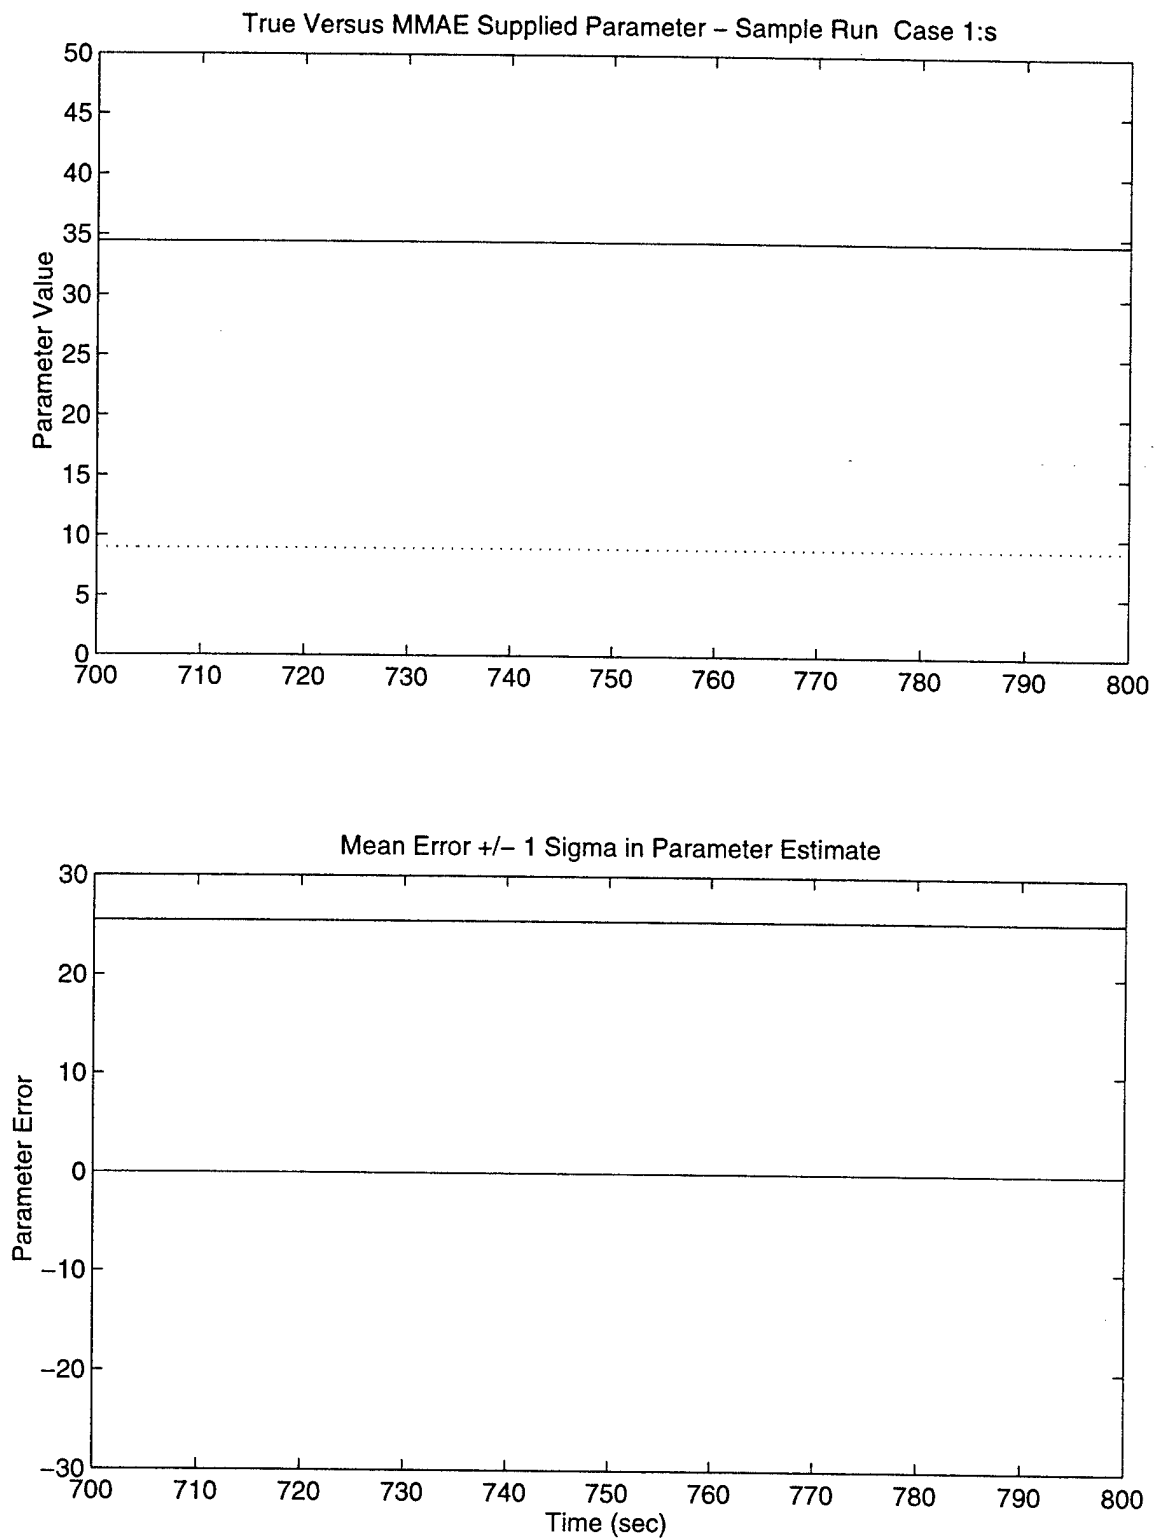 True Versus MMAE Supplied Parameter – Sample Run  Case 1:s
50
45
40
35
30
25
20
15
10
5
0
Parameter Value
700 710 720 730 740 750 760 770 780 790 800
Mean Error +/– 1 Sigma in Parameter Estimate
30
20
10
0
–10
–20
–30
Parameter Error
700 710 720 730 740 750 760 770 780 790 800
Time (sec)